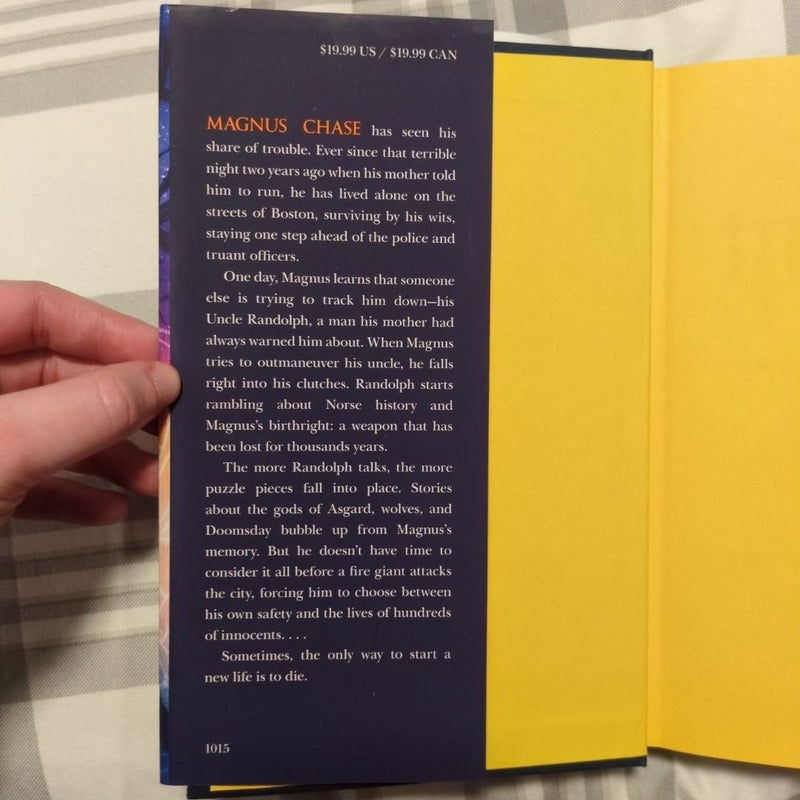 $19.99 US / $19.99 CAN
MAGNUS CHASE has seen his
share of trouble. Ever since that terrible
night two years ago when his mother told
him to run, he has lived alone on the
streets of Boston, surviving by his wits,
staying one step ahead of the police and
truant officers.
One day, Magnus learns that someone
else is trying to track him down—his
Uncle Randolph, a man his mother had
always warned him about. When Magnus
tries to outmaneuver his uncle, he falls
right into his clutches. Randolph starts
rambling about Norse history and
Magnus's birthright: a weapon that has
been lost for thousands years.
The more Randolph talks, the more
puzzle pieces fall into place. Stories
about the gods of Asgard, wolves, and
Doomsday bubble up from Magnus's
memory. But he doesn't have time to
consider it all before a fire giant attacks
the city, forcing him to choose between
his own safety and the lives of hundreds
of innocents. . . .
Sometimes, the only way to start a
new life is to die.
1015